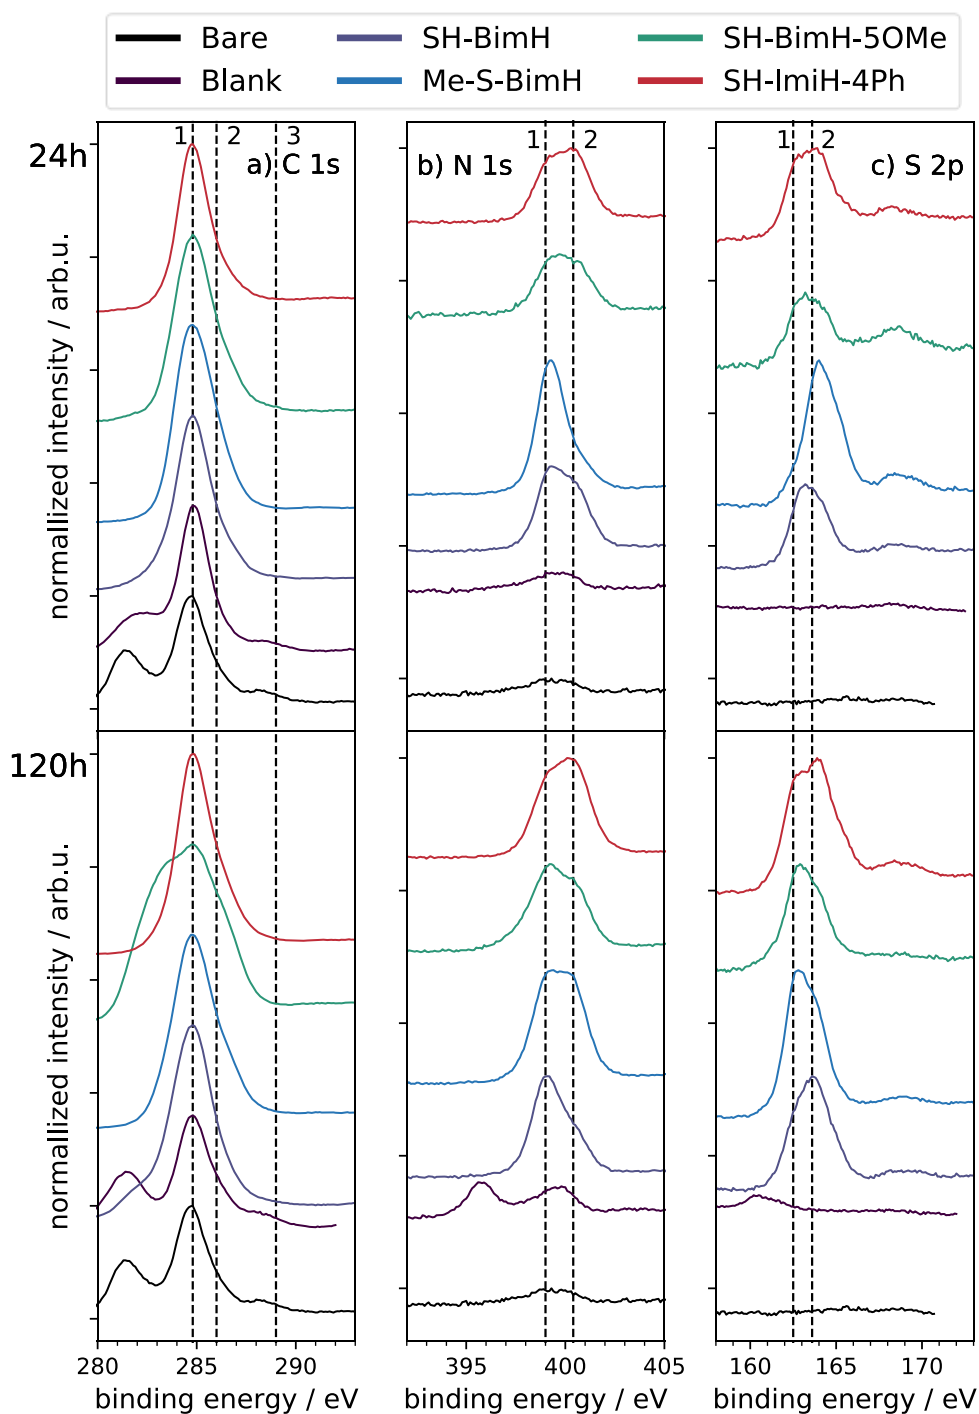 Bare SH-BimH SH-BimH-5OMe
Blank Me-S-BimH SH-ImiH-4Ph
24h
1 2 3
a) C 1s
1 2
b) N 1s
1 2
c) S 2p
normallized intensity / arb.u.
120h
normallized intensity / arb.u.
280 285 290
395 400 405
160 165 170
binding energy / eV binding energy / eV binding energy / eV